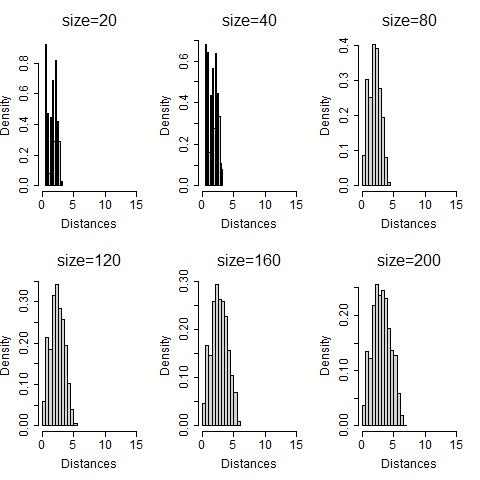 size=20 size=40 size=80
Density 0.0 0.2 0.4 0.6 0.8
0 5 10 15
Distances
Density 0.0 0.2 0.4 0.6
0 5 10 15
Distances
Density 0.0 0.1 0.2 0.3 0.4
0 5 10 15
Distances
size=120 size=160 size=200
Density 0.00 0.10 0.20 0.30
0 5 10 15
Distances
Density 0.00 0.10 0.20 0.30
0 5 10 15
Distances
Density 0.00 0.10 0.20
0 5 10 15
Distances